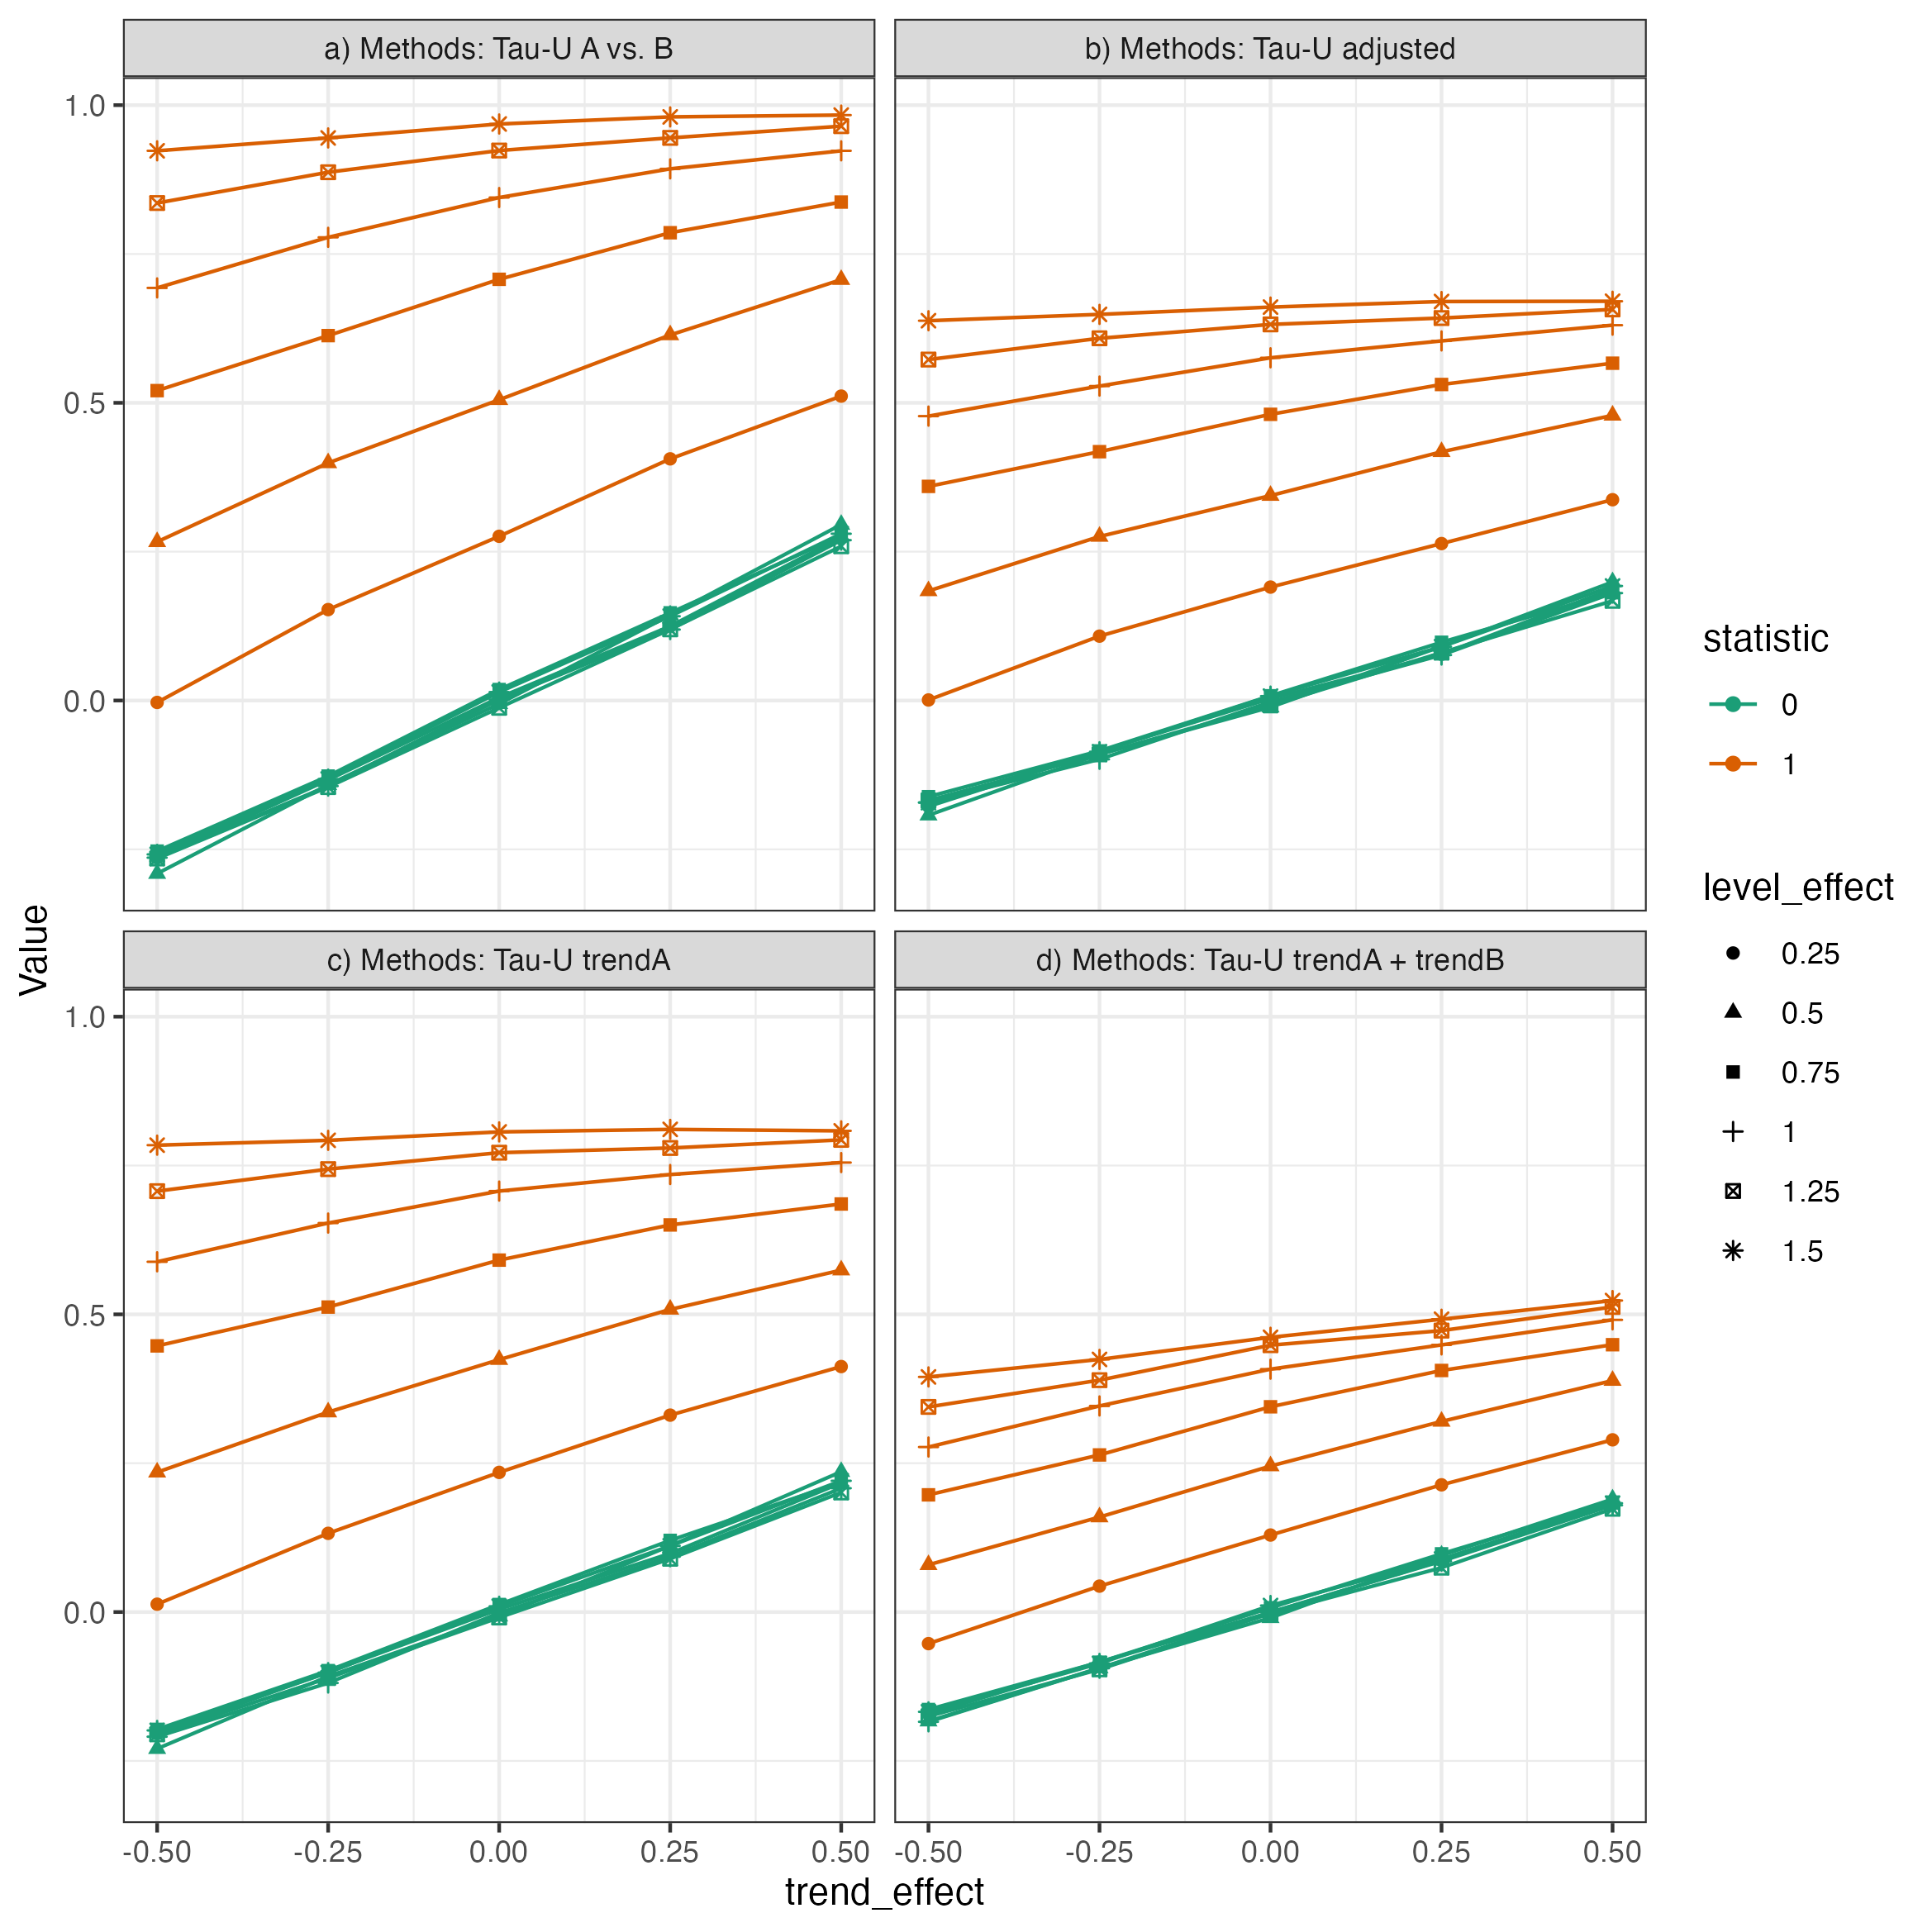 a) Methods: Tau-U A vs. B
b) Methods: Tau-U adjusted
1.0
0.5
0.0
c) Methods: Tau-U trendA
d) Methods: Tau-U trendA + trendB
1.0
0.5
0.0
-0.50 -0.25 0.00 0.25 0.50
-0.50 -0.25 0.00 0.25 0.50
trend_effect
Value
statistic
0
1
level_effect
0.25
0.5
0.75
1
1.25
1.5